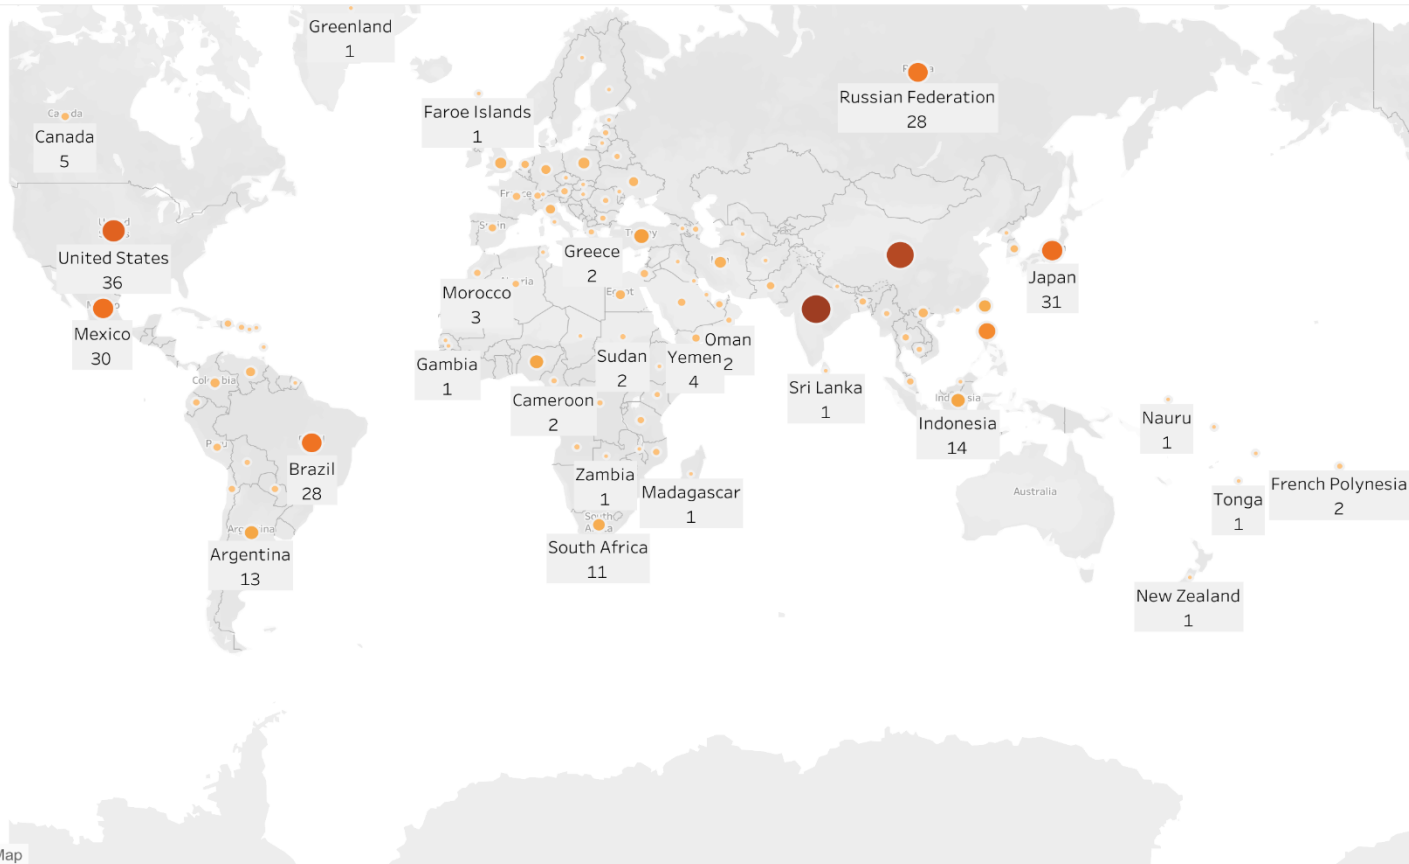 Greenland
1
Russian Federation
28
Faroe Islands
1
Canada
Canada
5
United States
36
Greece
2
Japan
31
Morocco
3
Mexico
30
Oman
2
Sudan
2
Yemen
4
Gambia
1
Sri Lanka
1
Cameroon
2
Indonesia
14
Nauru
1
Brazil
28
Zambia
1
Madagascar
1
Australia
French Polynesia
2
Tonga
1
South Africa
11
Argentina
13
New Zealand
1
Map